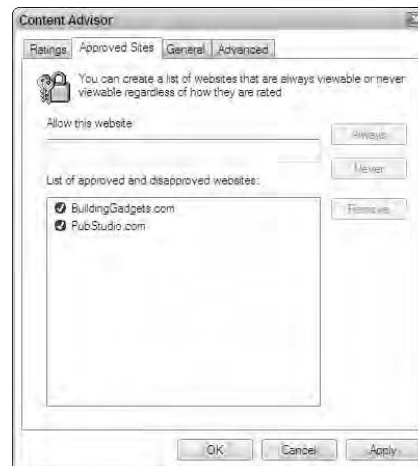 Content Advisor
Ratings Approved Sites General Advanced
You can create a list of websites that are always viewable or never
viewable regardless of how they are rated
Allow this website
Always
Never
List of approved and disapproved websites:
Remove
BuildingGadgets.com
PubStudio.com
OK Cancel Apply